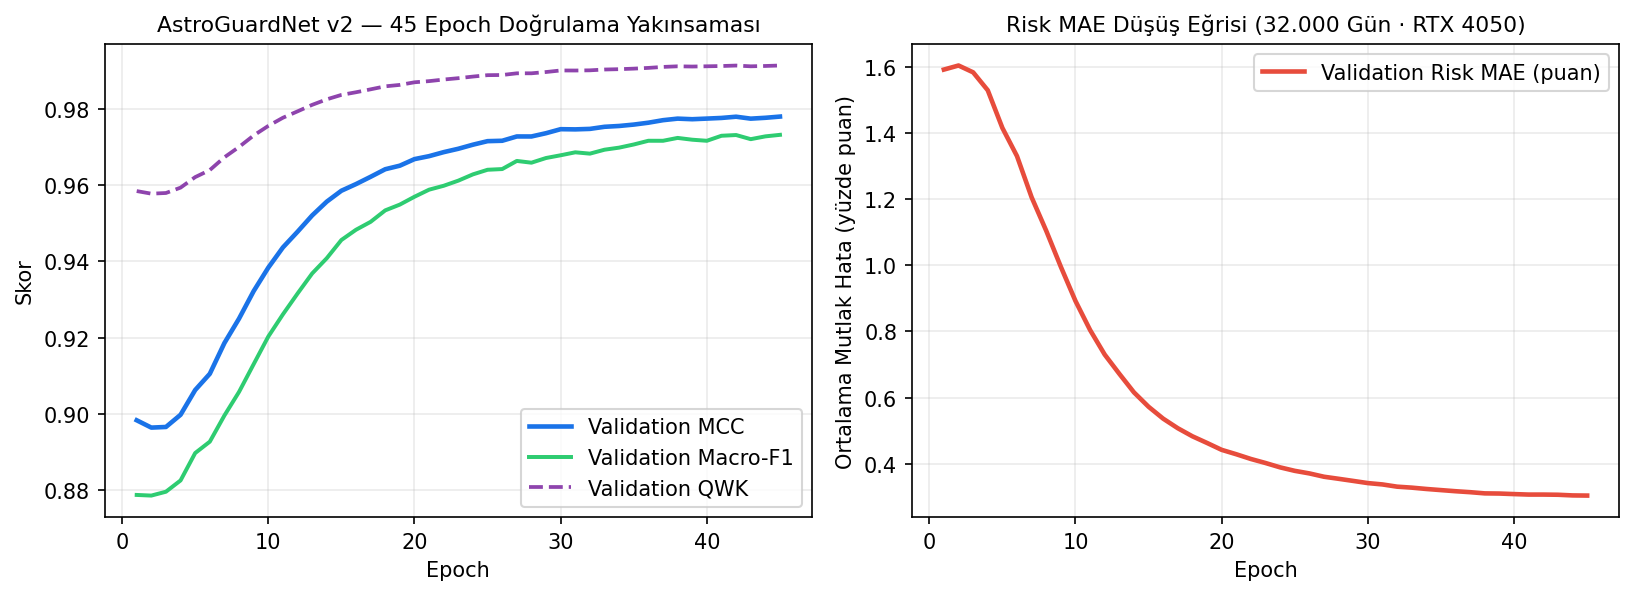 AstroGuardNet v2 — 45 Epoch Doğrulama Yakınsaması
Skor
0.98
0.96
0.94
0.92
0.90
0.88
0
10
20
30
40
Epoch
Validation MCC
Validation Macro-F1
Validation QWK
Risk MAE Düşüş Eğrisi (32.000 Gün · RTX 4050)
Ortalama Mutlak Hata (yüzde puan)
1.6
1.4
1.2
1.0
0.8
0.6
0.4
0
10
20
30
40
Epoch
Validation Risk MAE (puan)